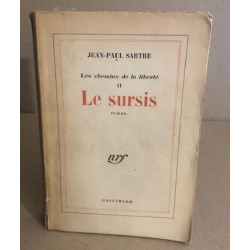 JEAN-PAUL SARTRE
Les chemins de la liberté
II
Le sursis
roman
nrf
GALLIMARD